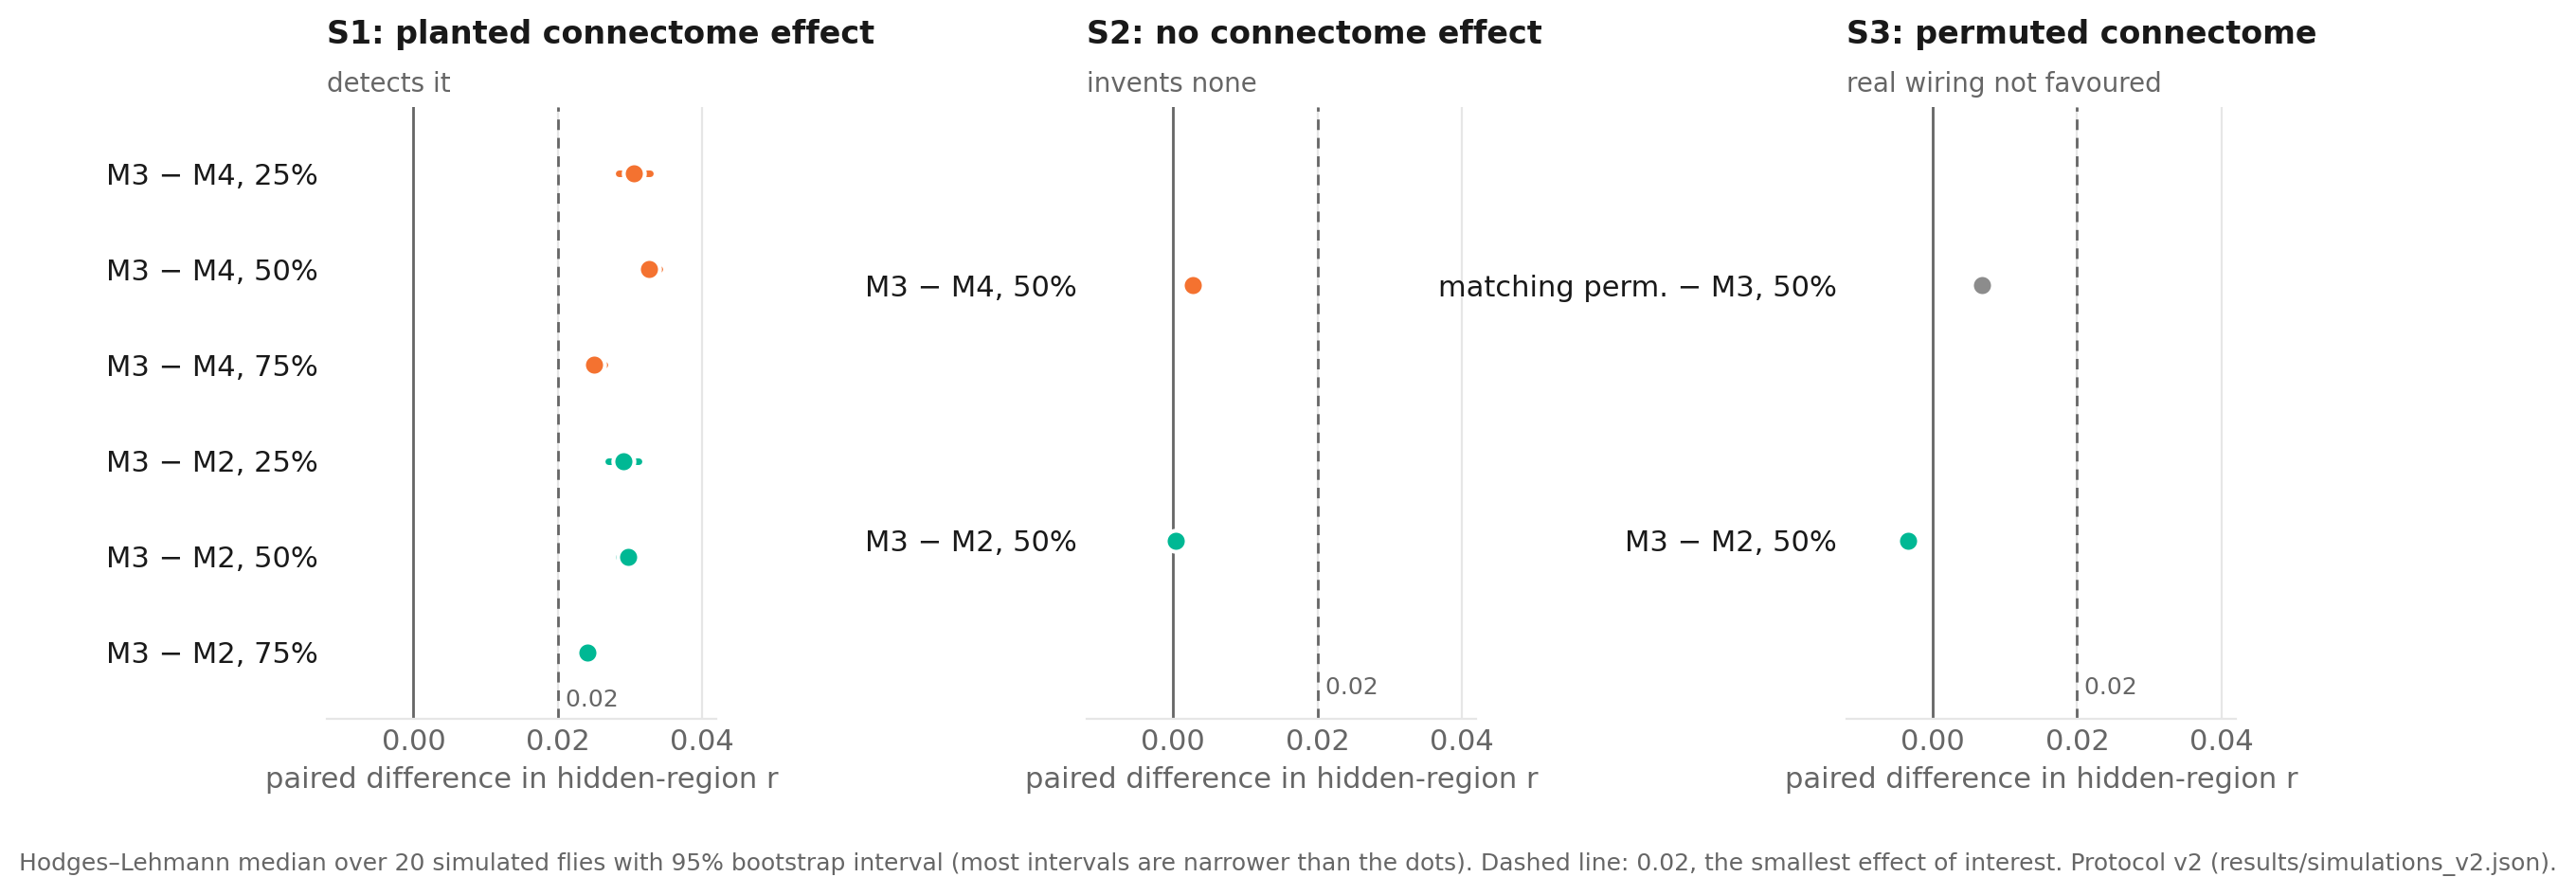 S1: planted connectome effect
detects it
M3 − M4, 25%
M3 − M4, 50%
M3 − M4, 75%
M3 − M2, 25%
M3 − M2, 50%
M3 − M2, 75%
0.02
0.00 0.02 0.04
paired difference in hidden-region r
S2: no connectome effect
invents none
M3 − M4, 50%
M3 − M2, 50%
0.02
0.00 0.02 0.04
paired difference in hidden-region r
S3: permuted connectome
real wiring not favoured
matching perm. − M3, 50%
M3 − M2, 50%
0.02
0.00 0.02 0.04
paired difference in hidden-region r
Hodges–Lehmann median over 20 simulated flies with 95% bootstrap interval (most intervals are narrower than the dots). Dashed line: 0.02, the smallest effect of interest. Protocol v2 (results/simulations_v2.json).